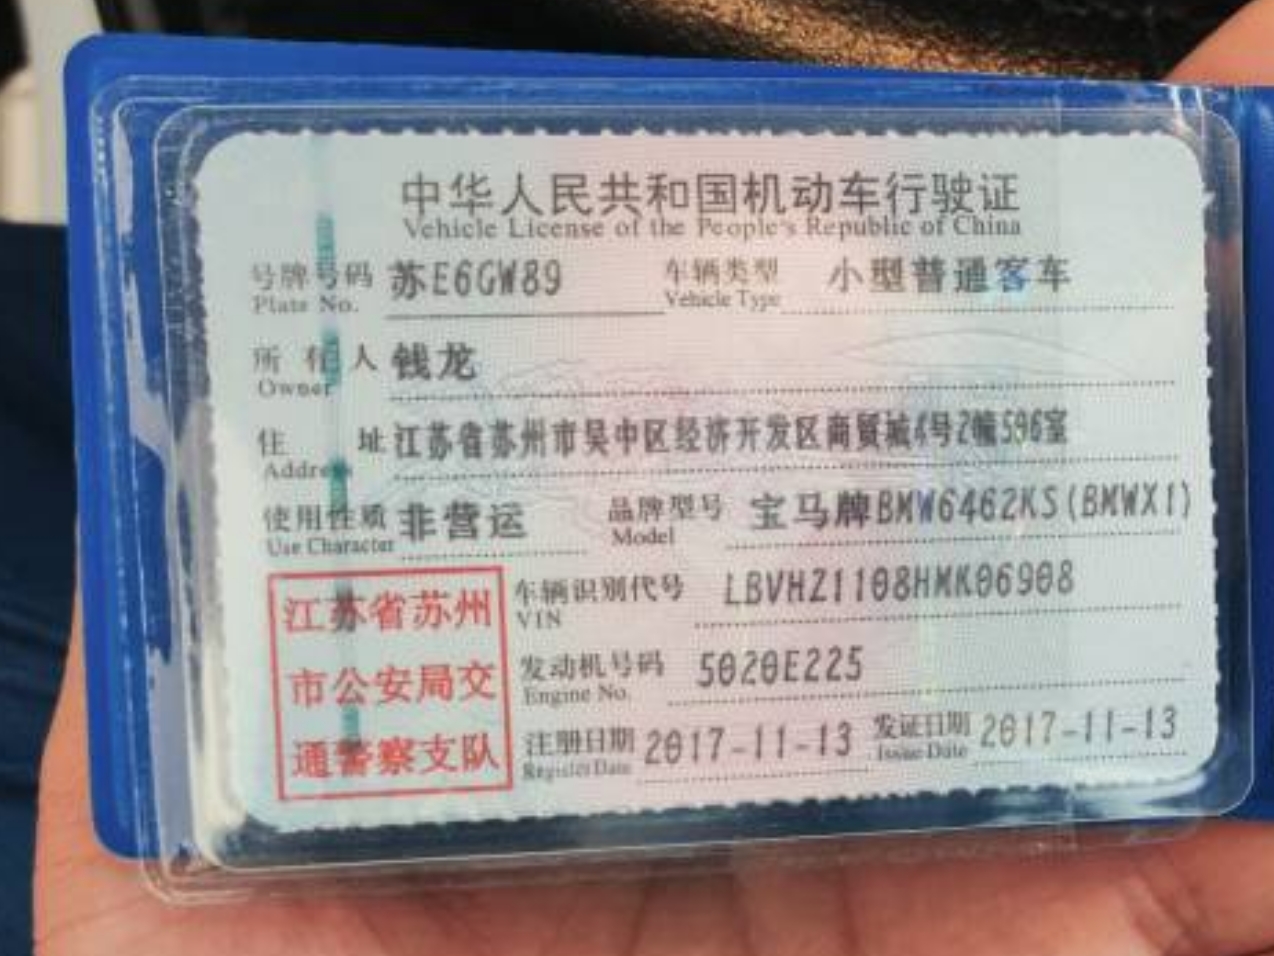 中华人民共和国机动车行驶证
Vehicle License of the People's Republic of China
号牌号码 苏E6GW89 车辆类型 小型普通客车
Plate No. Vehicle Type
所有人 钱龙
Owner
住址 江苏省苏州市吴中区经济开发区商贸城4号2幢506室
Address
使用性质 非营运 品牌型号 宝马牌BMW6462KS(BMWX1)
Use Character Model
江苏省苏州 车辆识别代号 LBVHZ1108HMK06908
VIN
市公安局交 发动机号码 5020E225
Engine No.
通警察支队 注册日期 2017-11-13 发证日期 2017-11-13
Register Date Issue Date